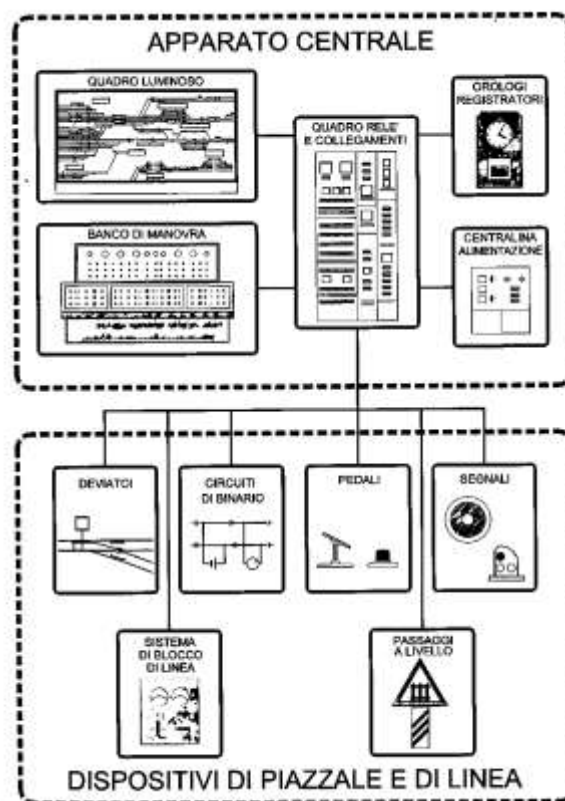 APPARATO CENTRALE
QUADRO LUMINOSO
QUADRO RELE'
E COLLEGAMENTI
OROLOGI
REGISTRATORI
BANCO DI MANOVRA
CENTRALINA
ALIMENTAZIONE
DEVIATOI
CIRCUITI
DI BINARIO
PEDALI
SEGNALI
SISTEMA
DI BLOCCO
DI LINEA
PASSAGGI
A LIVELLO
DISPOSITIVI DI PIAZZALE E DI LINEA